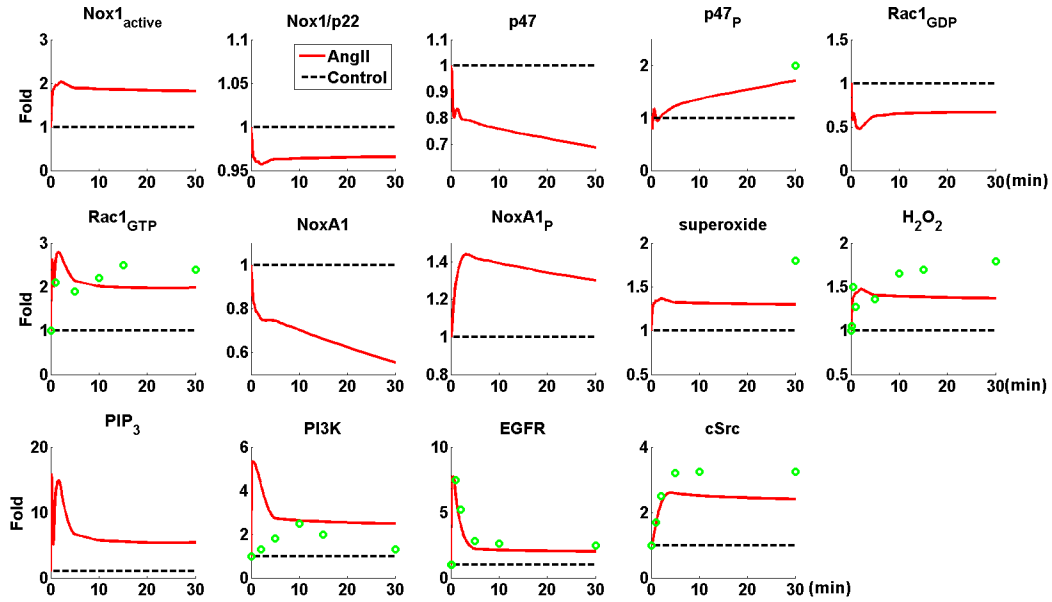 Nox1active Nox1/p22 p47 p47P Rac1GDP
AngII
Control
Fold
3
2
1
0
0 10 20 30
1.1
1.05
1
0.95
0 10 20 30
1.1
1
0.9
0.8
0.7
0 10 20 30
2
1
0
0 10 20 30
1.5
1
0.5
0
0 10 20 30 (min)
Rac1GTP NoxA1 NoxA1P superoxide H2O2
Fold
3
2
1
0
0 10 20 30
1
0.8
0.6
0 10 20 30
1.4
1.2
1
0.8
0 10 20 30
2
1.5
1
0.5
0 10 20 30
2
1.5
1
0.5
0 10 20 30 (min)
PIP3 PI3K EGFR cSrc
Fold
20
10
0
0 10 20 30
6
4
2
0
0 10 20 30
10
5
0
0 10 20 30
4
2
0
0 10 20 30 (min)